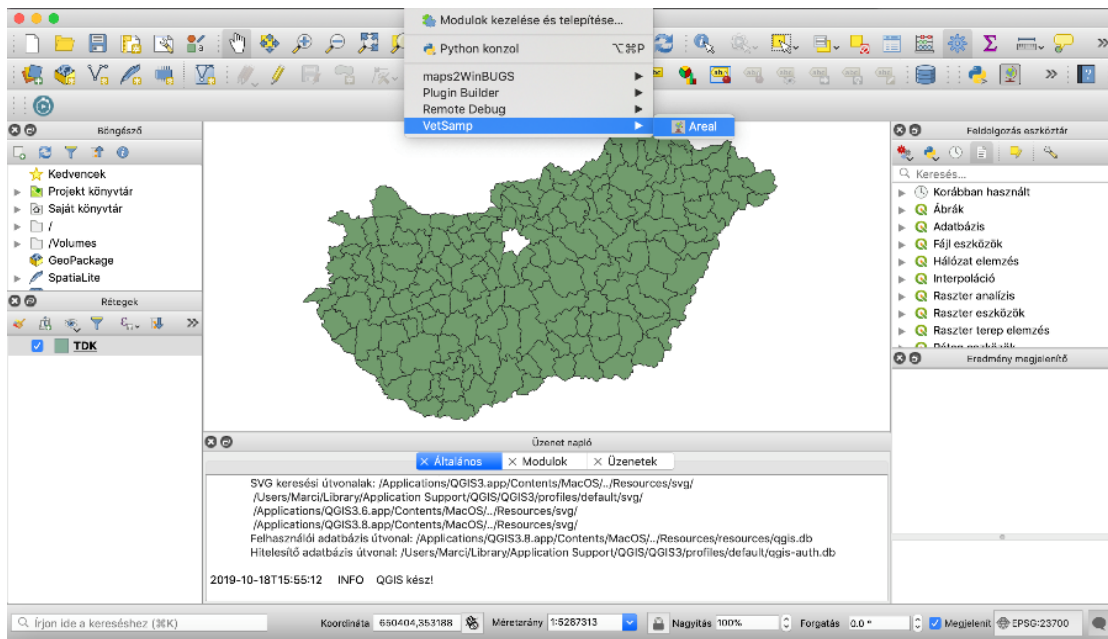 Modulok kezelése és telepítése...
Python konzol ⌥⌘P
maps2WinBUGS
Plugin Builder
Remote Debug
VetSamp
Areal
Böngésző
Kedvencek
Projekt könyvtár
Saját könyvtár
/
/Volumes
GeoPackage
SpatiaLite
Rétegek
TDK
Üzenet napló
Általános
Modulok
Üzenetek
SVG keresési útvonalak: /Applications/QGIS3.app/Contents/MacOS/../Resources/svg/
/Users/Marci/Library/Application Support/QGIS/QGIS3/profiles/default/svg/
/Applications/QGIS3.6.app/Contents/MacOS/../Resources/svg/
/Applications/QGIS3.8.app/Contents/MacOS/../Resources/svg/
Felhasználói adatbázis útvonal: /Applications/QGIS3.8.app/Contents/MacOS/../Resources/resources/qgis.db
Hitelesítő adatbázis útvonal: /Users/Marci/Library/Application Support/QGIS/QGIS3/profiles/default/qgis-auth.db
2019-10-18T15:55:12 INFO QGIS kész!
Feldolgozás eszköztár
Keresés...
Korábban használt
Ábrák
Adatbázis
Fájl eszközök
Hálózat elemzés
Interpoláció
Raszter analízis
Raszter eszközök
Raszter terep elemzés
Eredmény megjelenítő
Írjon ide a kereséshez (⌘K)
Koordináta 660404,353188
Méretarány 1:5287313
Nagyítás 100%
Forgatás 0.0 °
Megjelenít
EPSG:23700